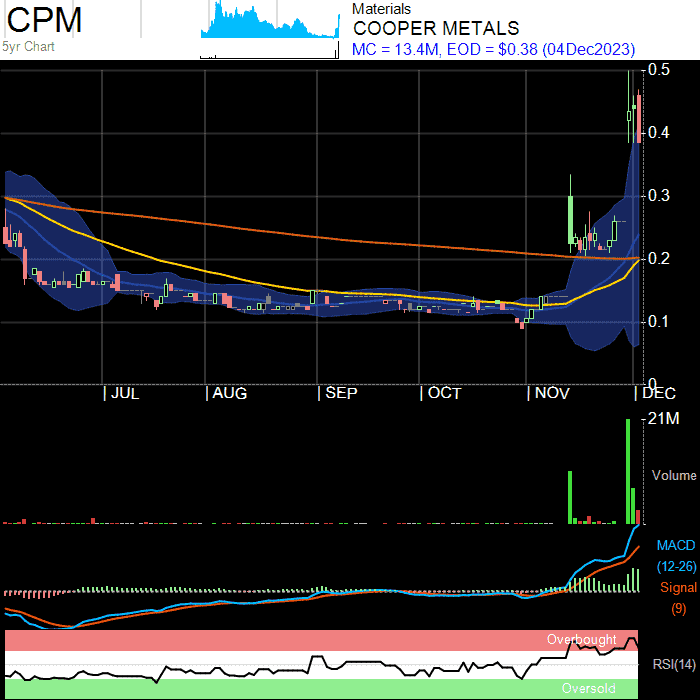 CPM
5yr Chart
Materials
COOPER METALS
MC = 13.4M, EOD = $0.38 (04Dec2023)
0.5
0.4
0.3
0.2
0.1
0
JUL
AUG
SEP
OCT
NOV
DEC
21M
Volume
MACD
(12-26)
Signal
(9)
Overbought
RSI(14)
Oversold